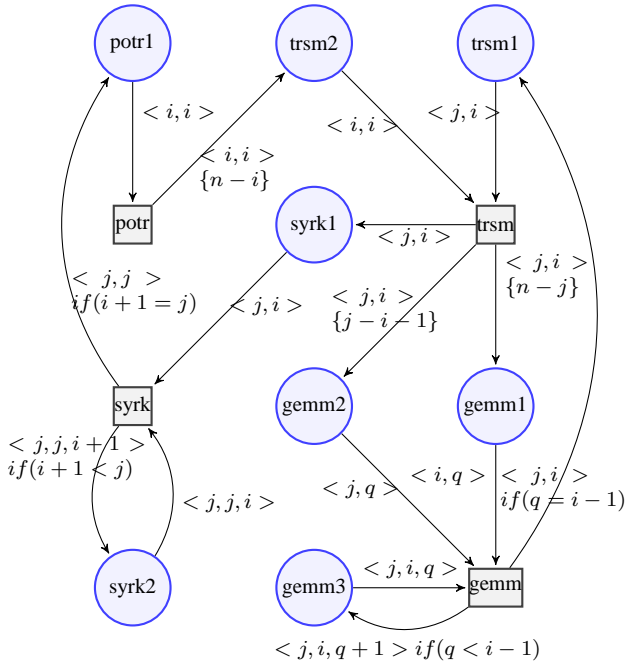 potr1
trsm2
trsm1
< i, i >
< i, i >
< j, i >
< i, i >
{n − i}
potr
syrk1
trsm
< j, i >
< j, j >
if(i + 1 = j)
< j, i >
< j, i >
{j − i − 1}
< j, i >
{n − j}
syrk
gemm2
gemm1
< j, j, i + 1 >
if(i + 1 < j)
< j, j, i >
< j, q >
< i, q >
< j, i >
if(q = i − 1)
syrk2
gemm3
< j, i, q >
gemm
< j, i, q + 1 > if(q < i − 1)